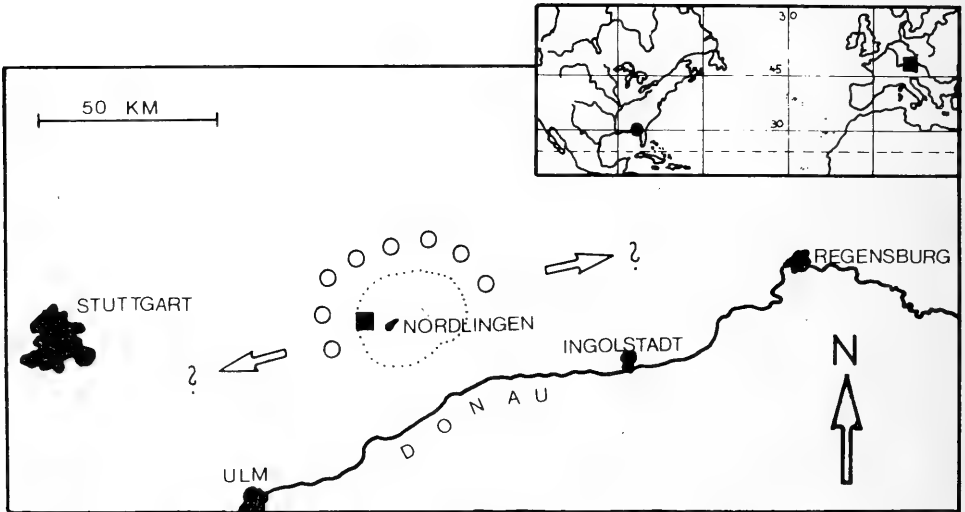 30
45
30
50 KM
?
REGENSBURG
STUTTGART
NÖRDLINGEN
INGOLSTADT
N
?
DONAU
ULM